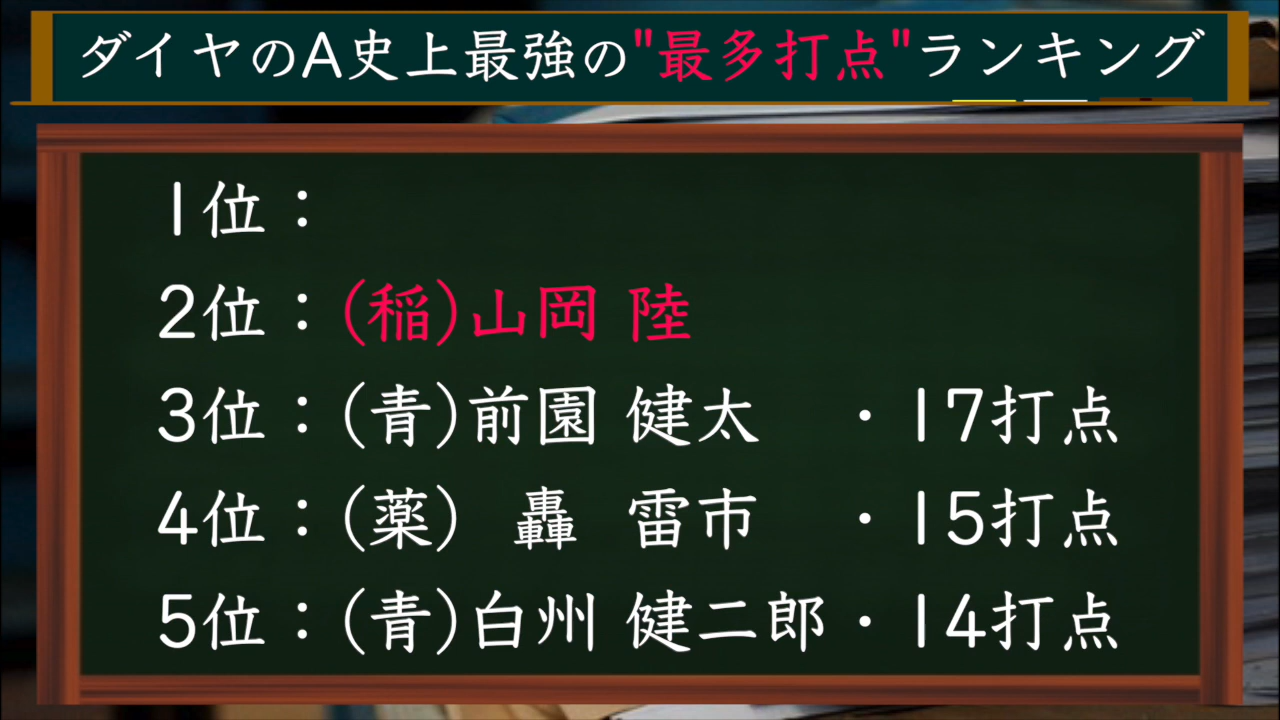 ダイヤのA史上最強の"最多打点"ランキング
1位：
2位：(稲)山岡 陸
3位：(青)前園 健太 ・17打点
4位：(薬) 轟 雷市 ・15打点
5位：(青)白州 健二郎・14打点